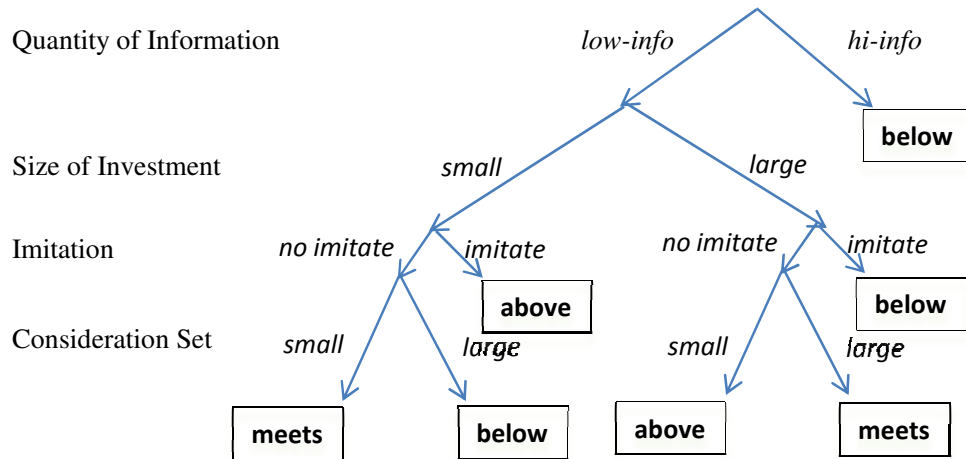 Quantity of Information low-info hi-info
below
Size of Investment small large
Imitation no imitate imitate no imitate imitate
above below
Consideration Set small large small large
meets below above meets